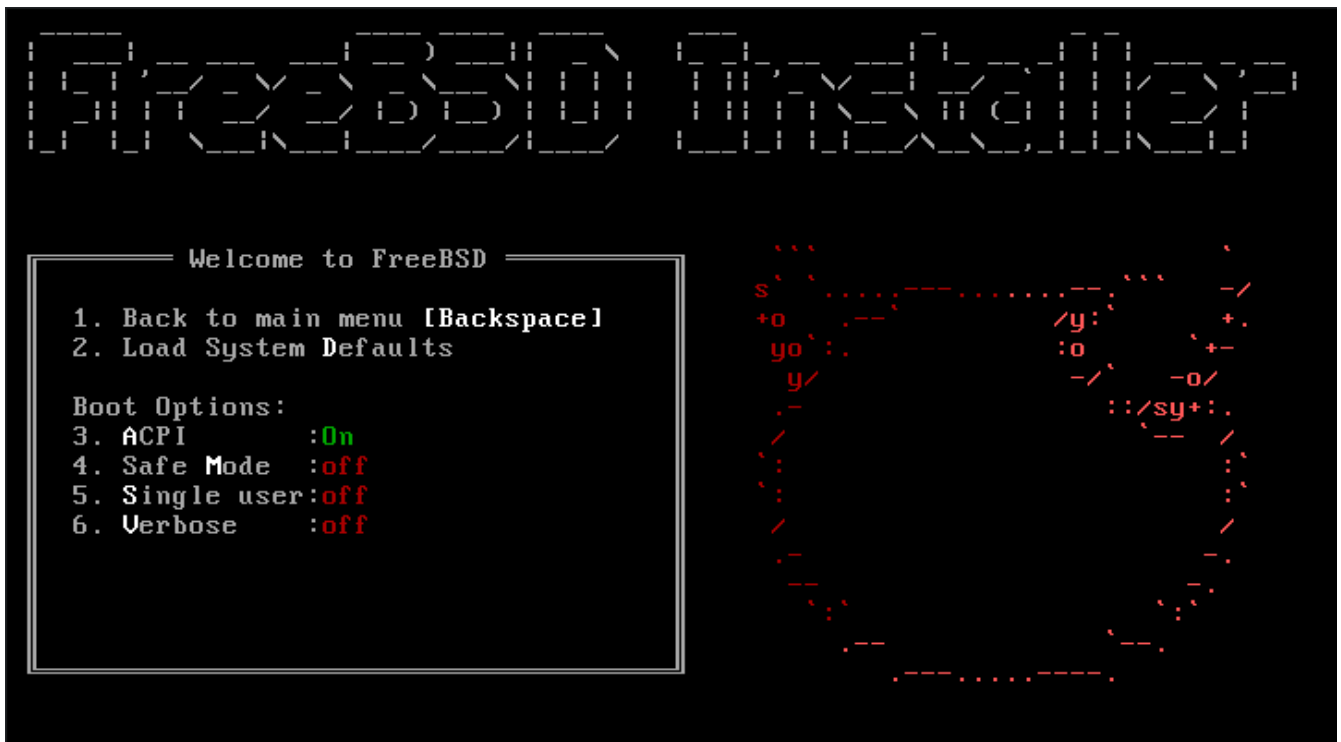 FreeBSD Installer
Welcome to FreeBSD
1. Back to main menu [Backspace]
2. Load System Defaults
Boot Options:
3. ACPI :On
4. Safe Mode :off
5. Single user:off
6. Verbose :off